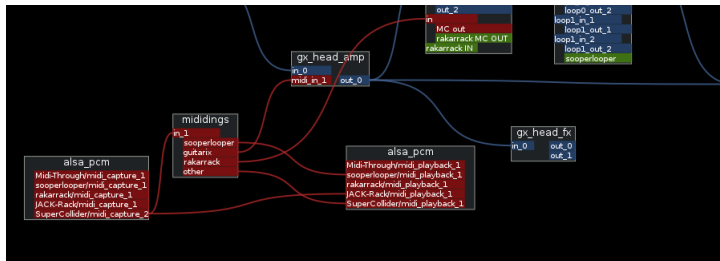 out_2
in
MC out
rakarrack MC OUT
rakarrack IN
loop0_out_2
loop1_in_1
loop1_out_1
loop1_in_2
loop1_out_2
sooperlooper
gx_head_amp
in_0
midi_in_1 out_0
mididings
in_1
sooperlooper
guitarix
rakarrack
other
gx_head_fx
in_0 out_0
out_1
alsa_pcm
Midi-Through/midi_capture_1
sooperlooper/midi_capture_1
rakarrack/midi_capture_1
JACK-Rack/midi_capture_1
SuperCollider/midi_capture_2
alsa_pcm
Midi-Through/midi_playback_1
sooperlooper/midi_playback_1
rakarrack/midi_playback_1
JACK-Rack/midi_playback_1
SuperCollider/midi_playback_1